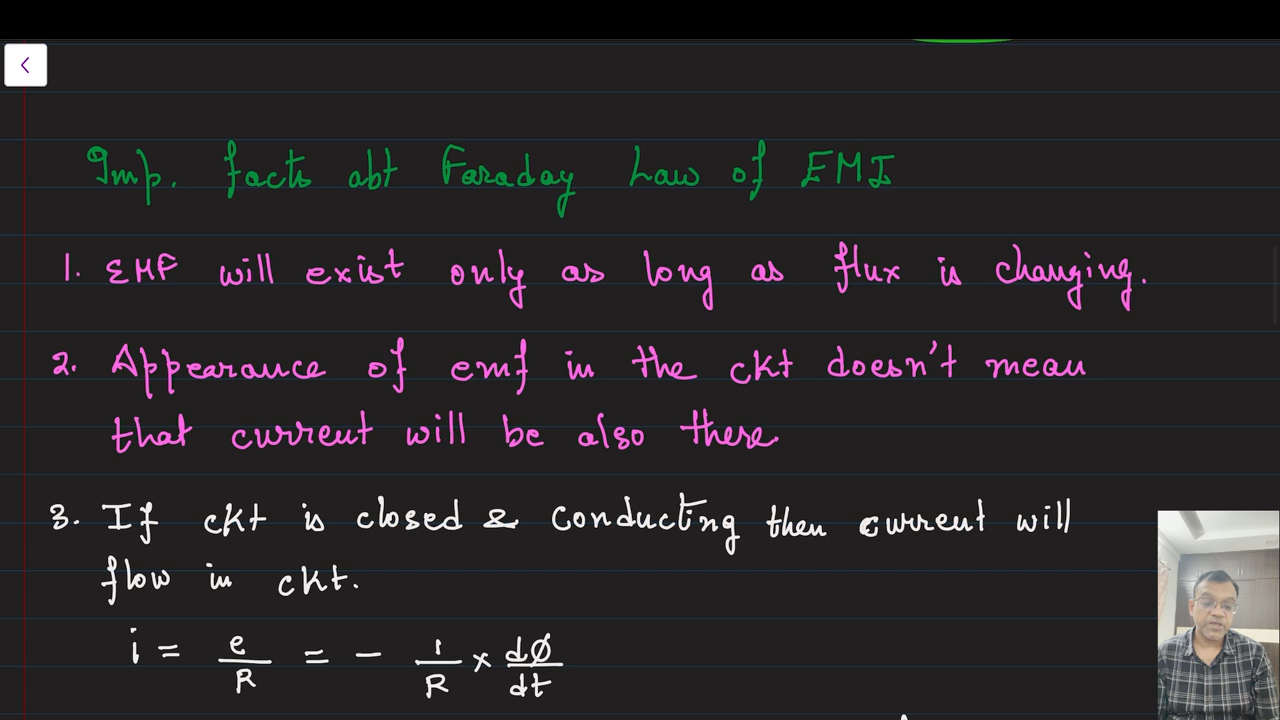 Imp. facts abt Faraday Law of EMI
1. EMF will exist only as long as flux is changing.
2. Appearance of emf in the ckt doesn't mean
that current will be also there
3. If ckt is closed & conducting then current will
flow in ckt.
i = e/R = - 1/R × dø/dt